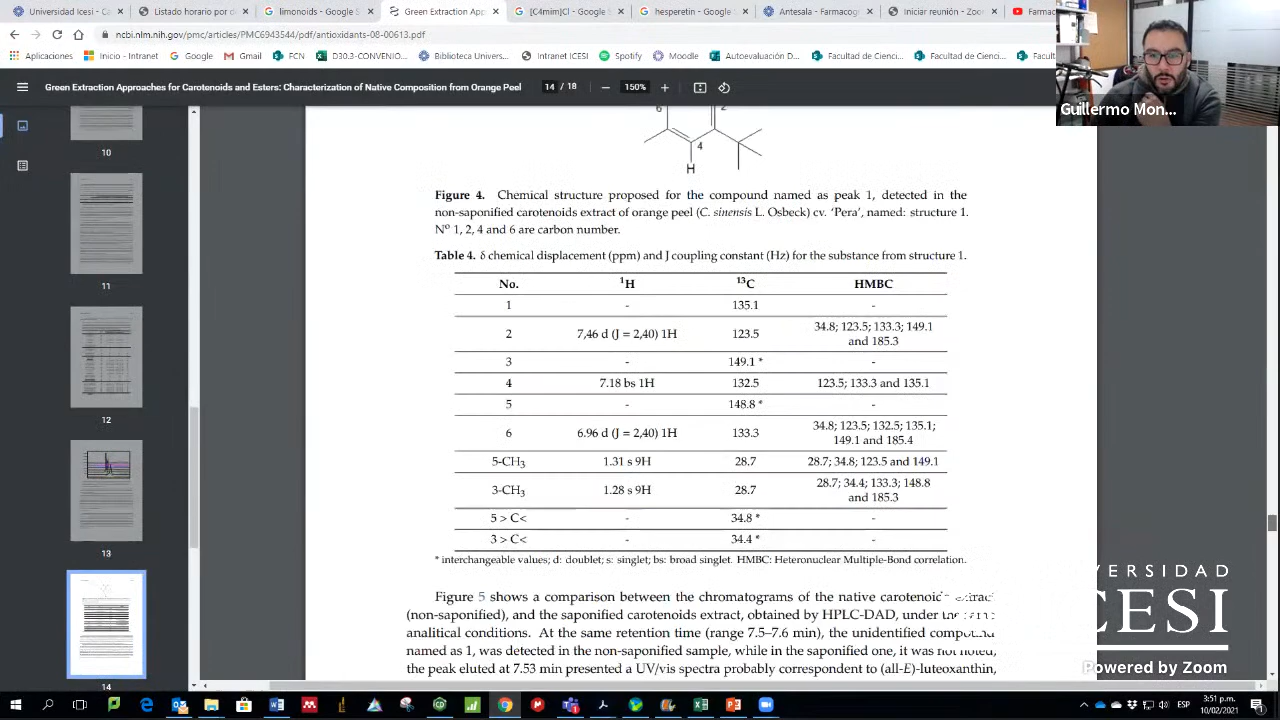 Universidad Icesi
Listado horario por d
limonoids - Google
Green Extraction App
[C4mim]Cl - Google S
hesperetin - Google
Antesala - Farmacog
Iniciar reunión - Zoo
Farmac
ncbi.nlm.nih.gov/pmc/articles/PMC6943544/pdf/antioxida
Aplicaciones
Inicio - Intranet
Google
FCN
D30.3-CONVENIO...
Biblioteca Univers...
Intranet ICESI
Spotify
Moodle
Autoevaluación D...
Facultad de Cienci...
Facultad de Cienci...
Facultad
Green Extraction Approaches for Carotenoids and Esters: Characterization of Native Composition from Orange Peel
14 / 18
150%
Guillermo Mon...
10
11
12
13
14
6
2
4
H
Figure 4. Chemical structure proposed for the compound named as peak 1, detected in the
non-saponified carotenoids extract of orange peel (C. sinensis L. Osbeck) cv. ‘Pera’, named: structure 1.
Nº 1, 2, 4 and 6 are carbon number.
Table 4. δ chemical displacement (ppm) and J coupling constant (Hz) for the substance from structure 1.
No. ¹H ¹³C HMBC
1 - 135.1 -
2 7,46 d (J = 2,40) 1H 123.5 34.8; 123.5; 133.3; 149.1
and 185.3
3 - 149.1 * -
4 7.18 bs 1H 132.5 123.5; 133.3 and 135.1
5 - 148.8 * -
6 6.96 d (J = 2,40) 1H 133.3 34.8; 123.5; 132.5; 135.1;
149.1 and 185.4
5-CH₃ 1.31 s 9H 28.7 28.7; 34.8; 123.5 and 149.1
3-CH₃ 1.28 s 9H 28.7 28.7; 34.4; 133.3; 148.8
and 185.3
5 > C< - 34.8 * -
3 > C< - 34.4 * -
* interchangeable values; d: doublet; s: singlet; bs: broad singlet. HMBC: Heteronuclear Multiple-Bond correlation.
Figure 5 shows a comparison between the chromatograms of the native carotenoids extract
(non-saponified), and the saponified carotenoids extract, obtained by HPLC-DAD, under the same
analitical conditions. At the same retention time (range 7.5–7.6 min), the unidentified compound
named as 1, was detected in the non-saponified sample, while in the saponified one, it was not noted,
the peak eluted at 7.53 min presented a UV/vis spectra probably correspondent to (all-E)-luteoxanthin,
VERSIDAD
CESI
Powered by Zoom
ESP
3:51 p.m.
10/02/2021